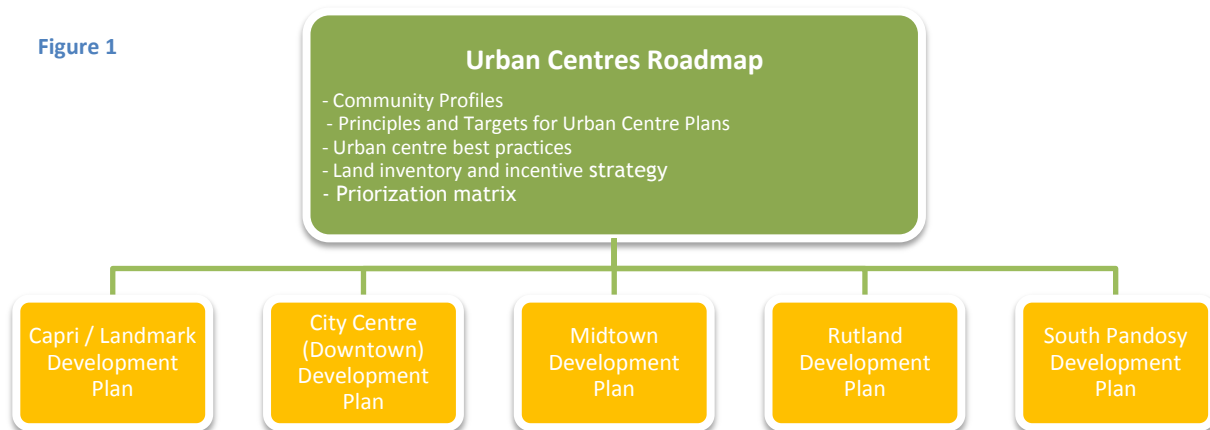 Figure 1
Urban Centres Roadmap
- Community Profiles
- Principles and Targets for Urban Centre Plans
- Urban centre best practices
- Land inventory and incentive strategy
- Priorization matrix
Capri / Landmark
Development
Plan
City Centre
(Downtown)
Development
Plan
Midtown
Development
Plan
Rutland
Development
Plan
South Pandosy
Development
Plan